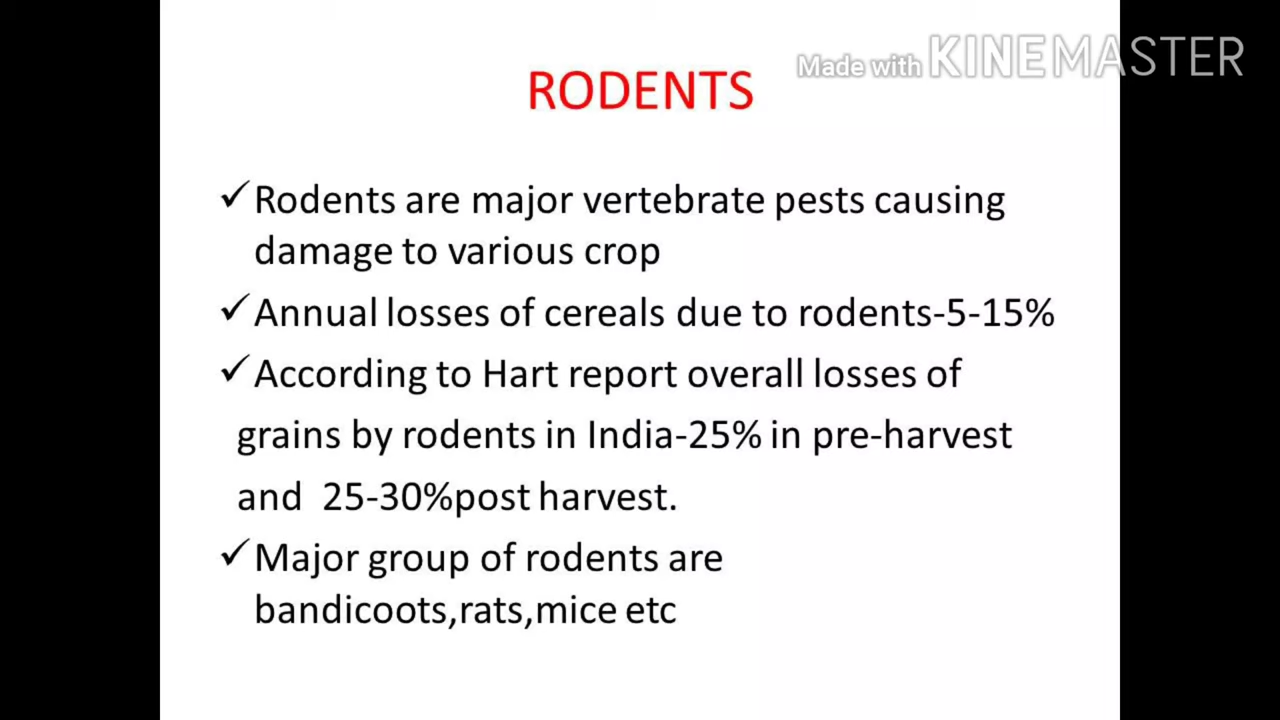 Made with KINEMASTER
RODENTS
✓Rodents are major vertebrate pests causing
damage to various crop
✓Annual losses of cereals due to rodents-5-15%
✓According to Hart report overall losses of
grains by rodents in India-25% in pre-harvest
and 25-30%post harvest.
✓Major group of rodents are
bandicoots,rats,mice etc